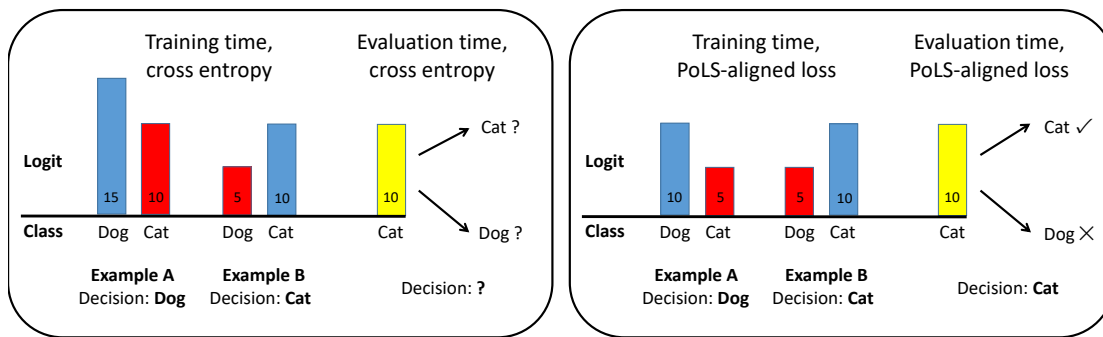 Training time,
cross entropy
Evaluation time,
cross entropy
Logit
15
10
5
10
10
Cat ?
Dog ?
Class
Dog
Cat
Dog
Cat
Cat
Example A
Decision: Dog
Example B
Decision: Cat
Decision: ?
Training time,
PoLS-aligned loss
Evaluation time,
PoLS-aligned loss
Logit
10
5
5
10
10
Cat ✓
Dog ✕
Class
Dog
Cat
Dog
Cat
Cat
Example A
Decision: Dog
Example B
Decision: Cat
Decision: Cat